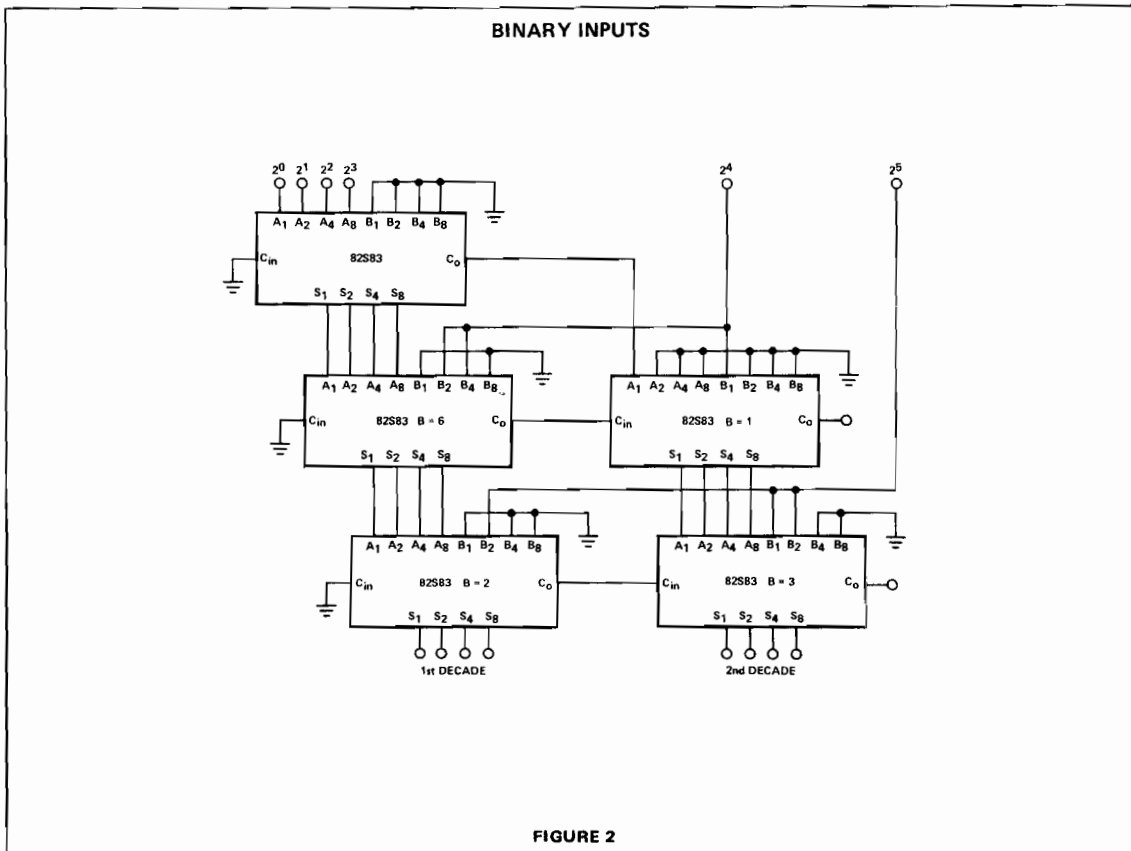 BINARY INPUTS
2⁰ 2¹ 2² 2³ 2⁴ 2⁵
A₁ A₂ A₄ A₈ B₁ B₂ B₄ B₈
Cᵢₙ 82S83 Cₒ
S₁ S₂ S₄ S₈
A₁ A₂ A₄ A₈ B₁ B₂ B₄ B₈ A₁ A₂ A₄ A₈ B₁ B₂ B₄ B₈
Cᵢₙ 82S83 B = 6 Cₒ Cᵢₙ 82S83 B = 1 Cₒ
S₁ S₂ S₄ S₈ S₁ S₂ S₄ S₈
A₁ A₂ A₄ A₈ B₁ B₂ B₄ B₈ A₁ A₂ A₄ A₈ B₁ B₂ B₄ B₈
Cᵢₙ 82S83 B = 2 Cₒ Cᵢₙ 82S83 B = 3 Cₒ
S₁ S₂ S₄ S₈ S₁ S₂ S₄ S₈
1st DECADE 2nd DECADE
FIGURE 2